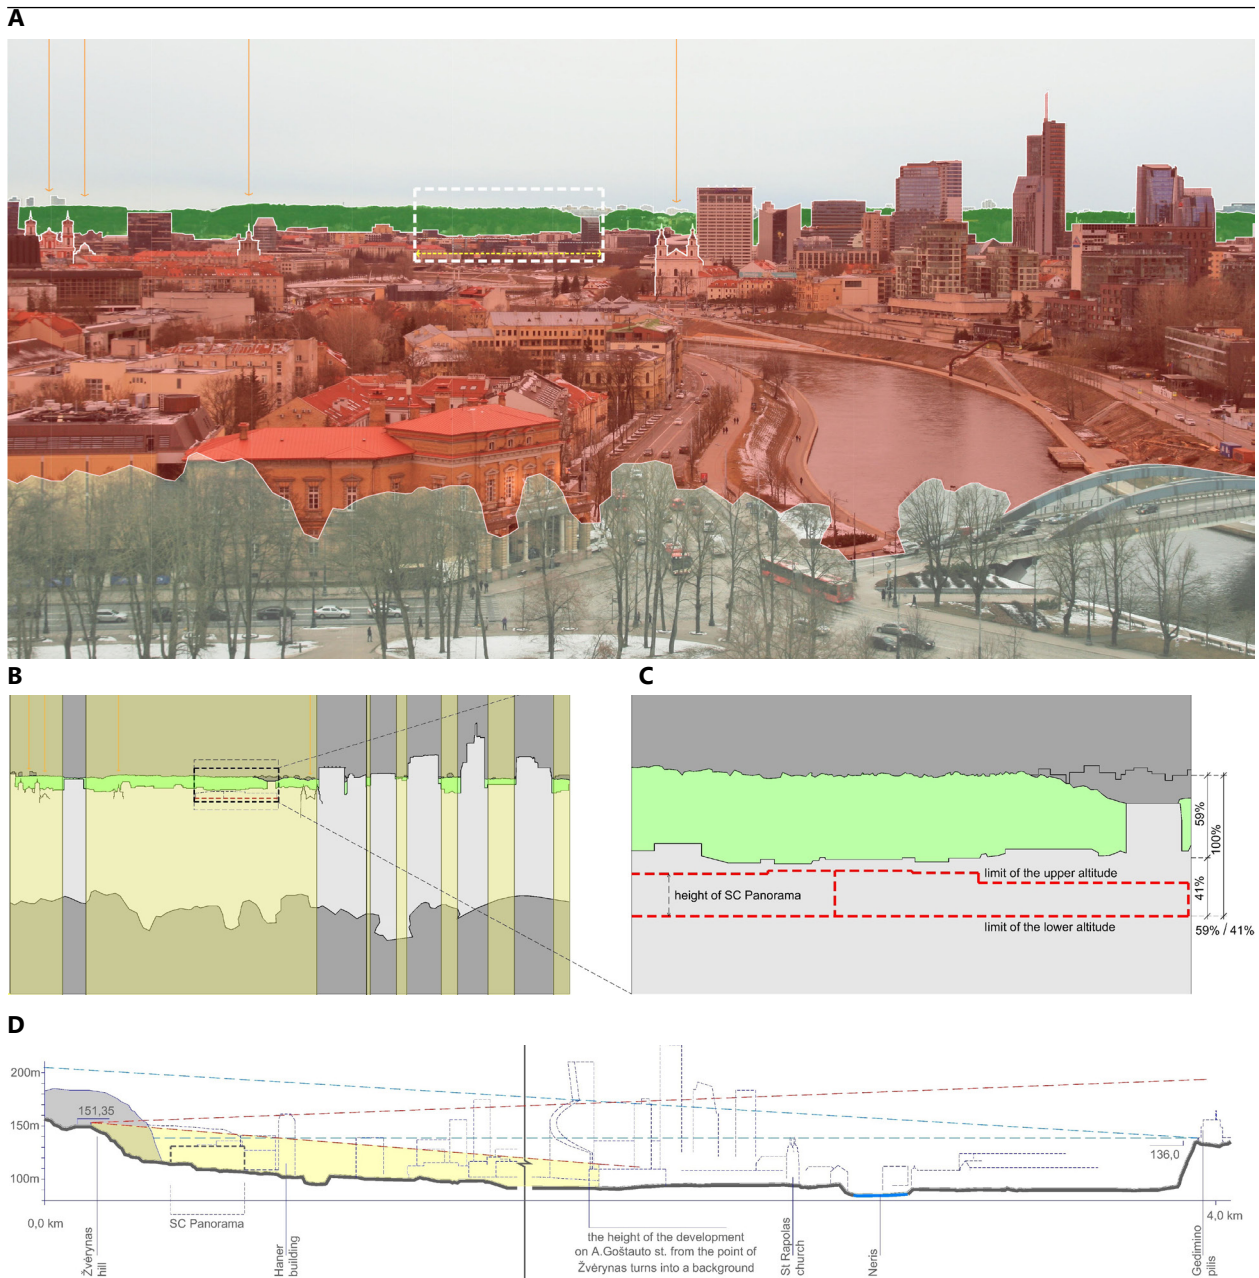 A
B
C
59%
100%
41%
limit of the upper altitude
height of SC Panorama
limit of the lower altitude
59% / 41%
D
200m
151,35
150m
100m
136,0
0,0 km
SC Panorama
4,0 km
Žvėrynas
hill
Haner
building
the height of the development
on A.Goštauto st. from the point of
Žvėrynas turns into a background
St Rapolas
church
Neris
Gedimino
pilis